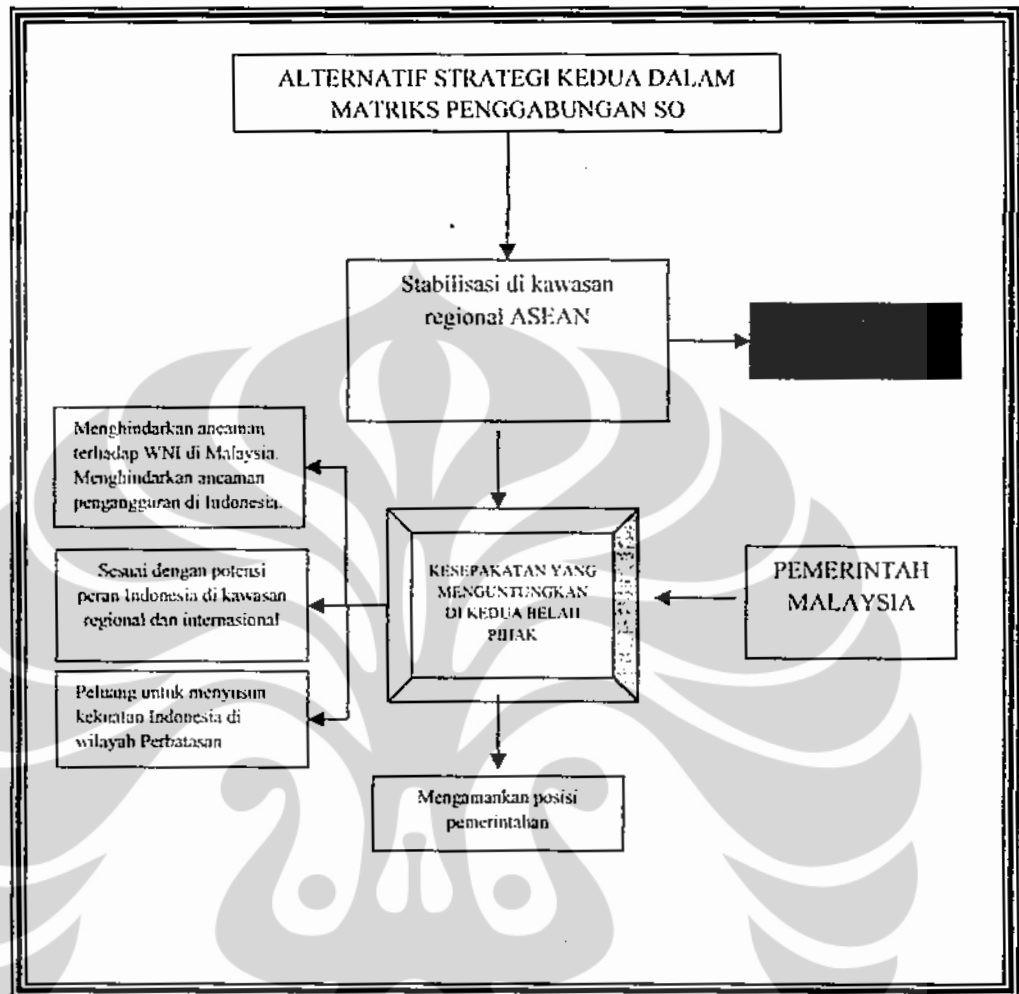 ALTERNATIF STRATEGI KEDUA DALAM
MATRIKS PENGGABUNGAN SO
Stabilisasi di kawasan
regional ASEAN
Menghindarkan ancaman
terhadap WNI di Malaysia.
Menghindarkan ancaman
pengangguran di Indonesia.
Sesuai dengan potensi
peran Indonesia di kawasan
regional dan internasional
Peluang untuk menyusun
kekuatan Indonesia di
wilayah Perbatasan
KESEPAKATAN YANG
MENGUNTUNGKAN
DI KEDUA BELAH
PIHAK
PEMERINTAH
MALAYSIA
Mengamankan posisi
pemerintahan